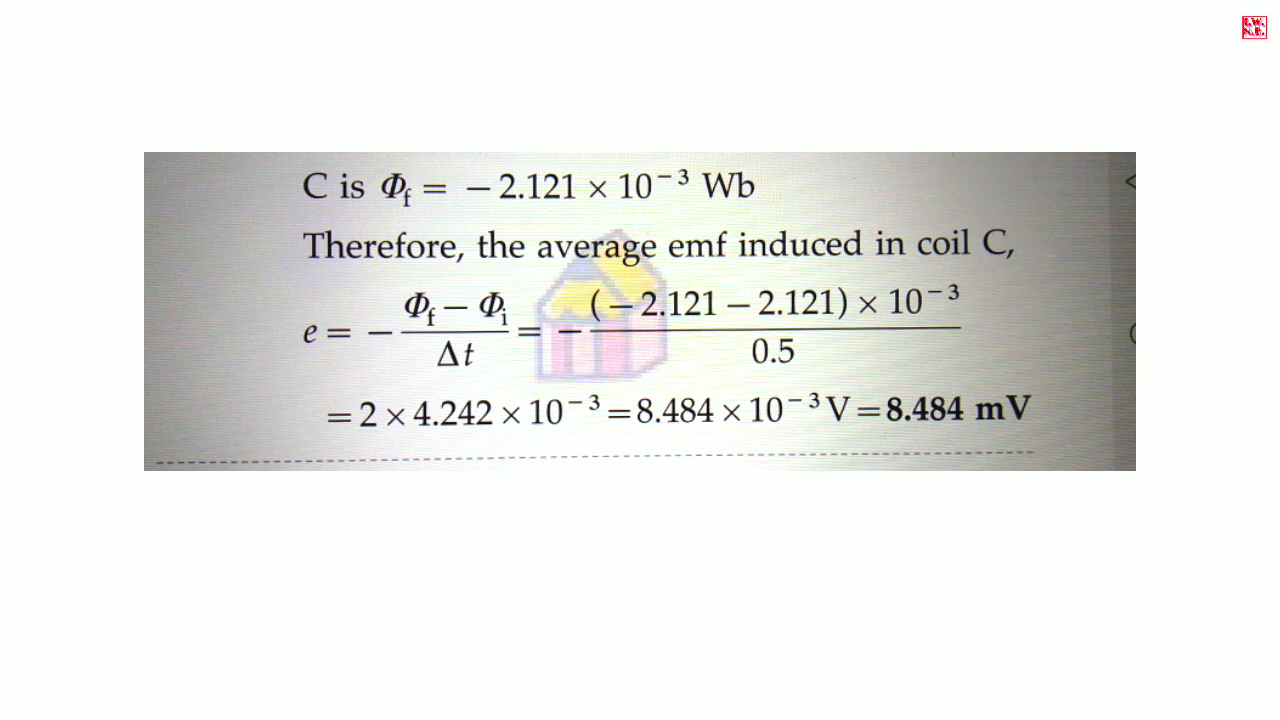 L.W.
N.E.
C is Φf = − 2.121 × 10⁻³ Wb
Therefore, the average emf induced in coil C,
e = − (Φf − Φi) / Δt = − ((− 2.121 − 2.121) × 10⁻³) / 0.5
= 2 × 4.242 × 10⁻³ = 8.484 × 10⁻³ V = 8.484 mV